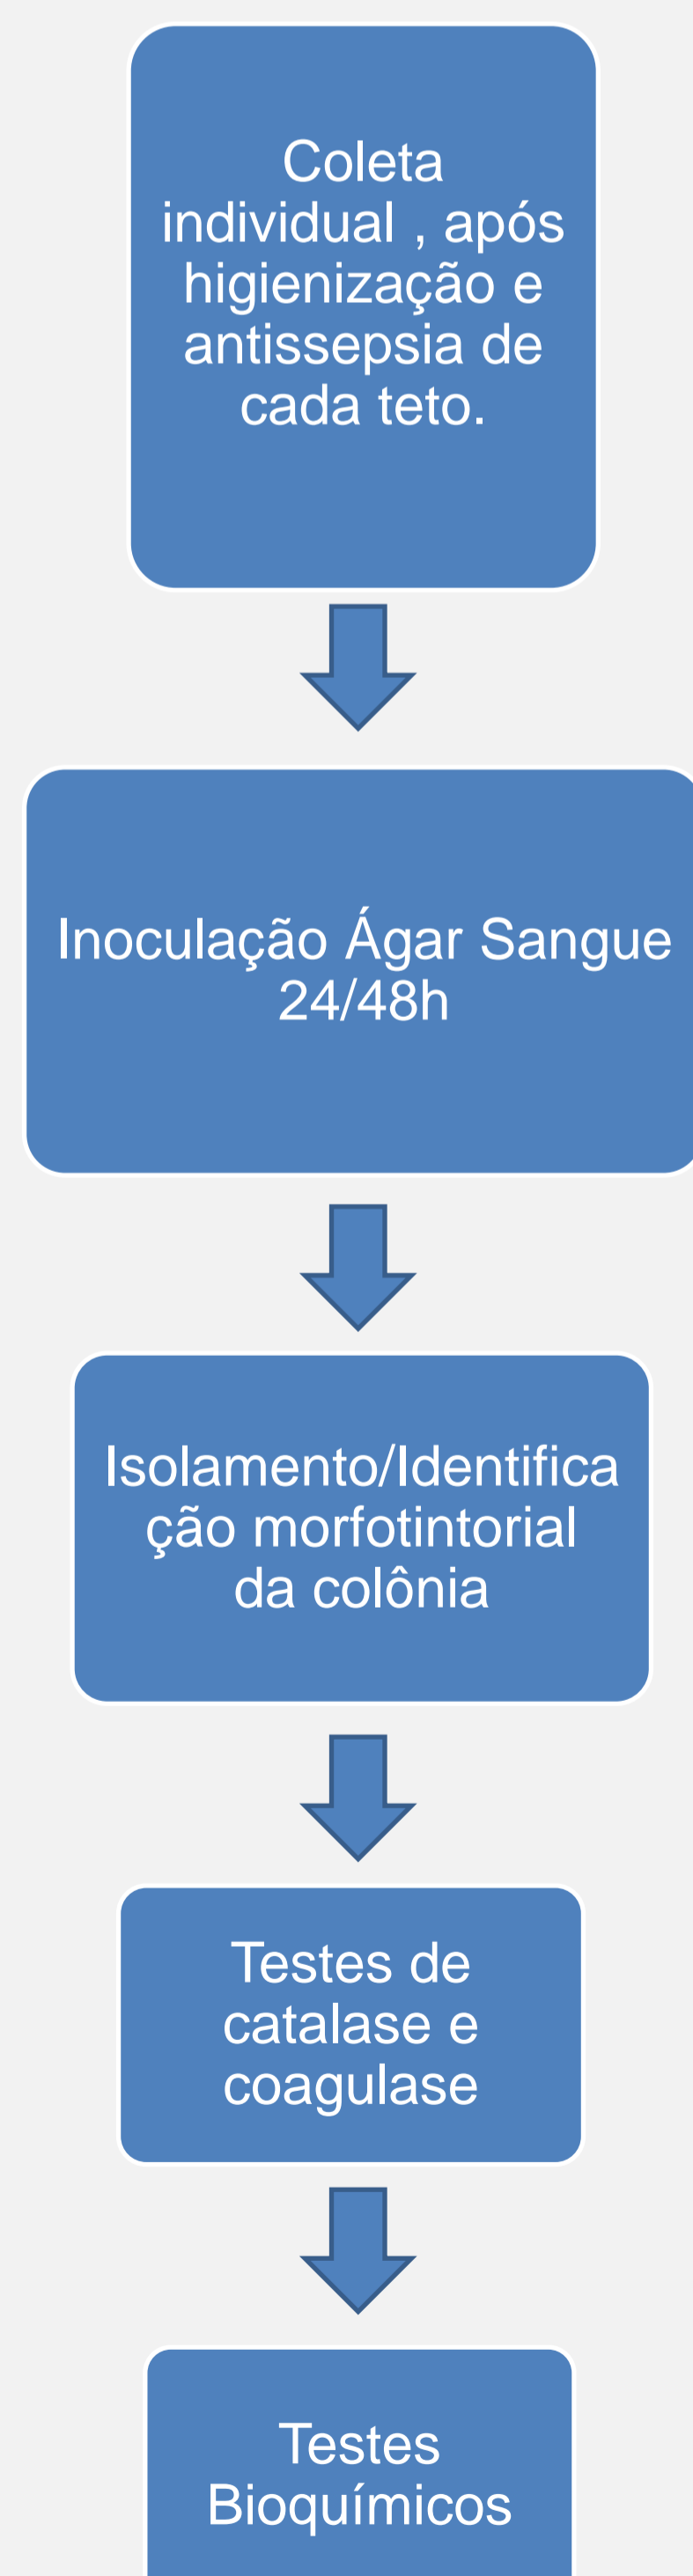 Coleta
individual , após
higienização e
antissepsia de
cada teto.
Inoculação Ágar Sangue
24/48h
Isolamento/Identifica
ção morfotintorial
da colônia
Testes de
catalase e
coagulase
Testes
Bioquímicos